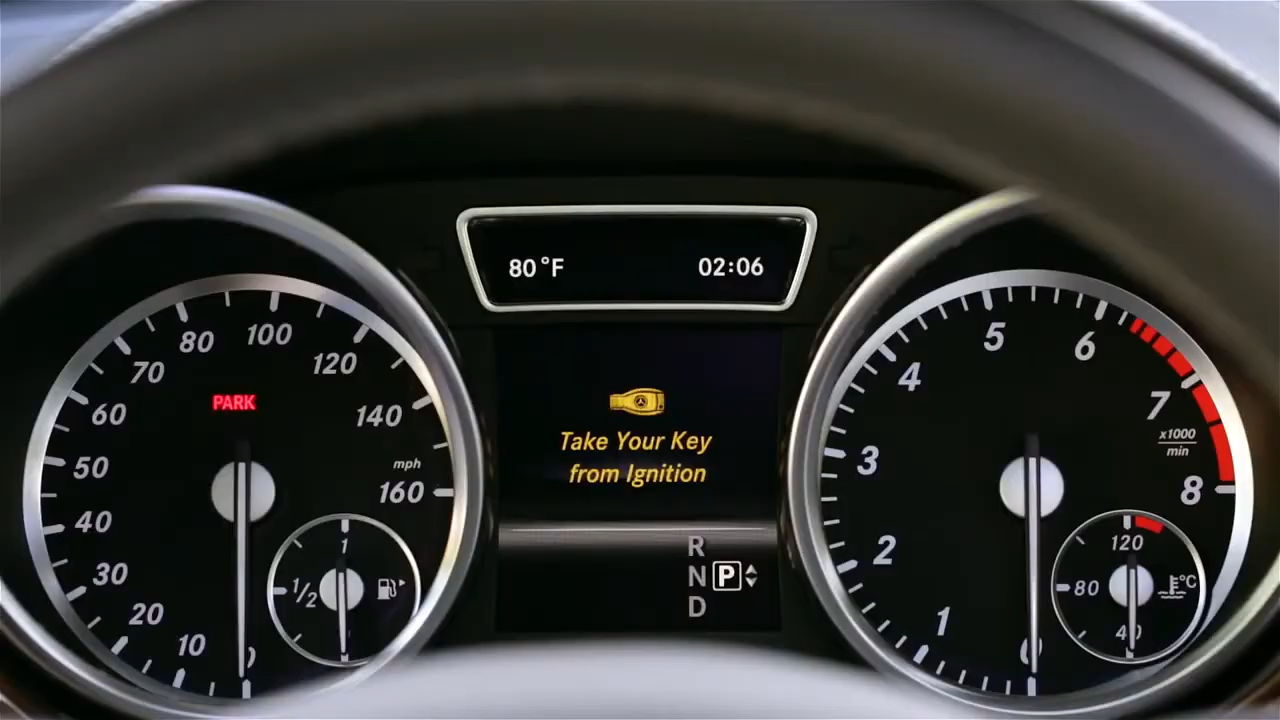 80°F 02:06
PARK
Take Your Key
from Ignition
R
N P
D
10
20
30
40
50
60
70
80
100
120
140
mph
160
1
1/2
0
1
2
3
4
5
6
7
8
x1000
min
120
80 °C
40